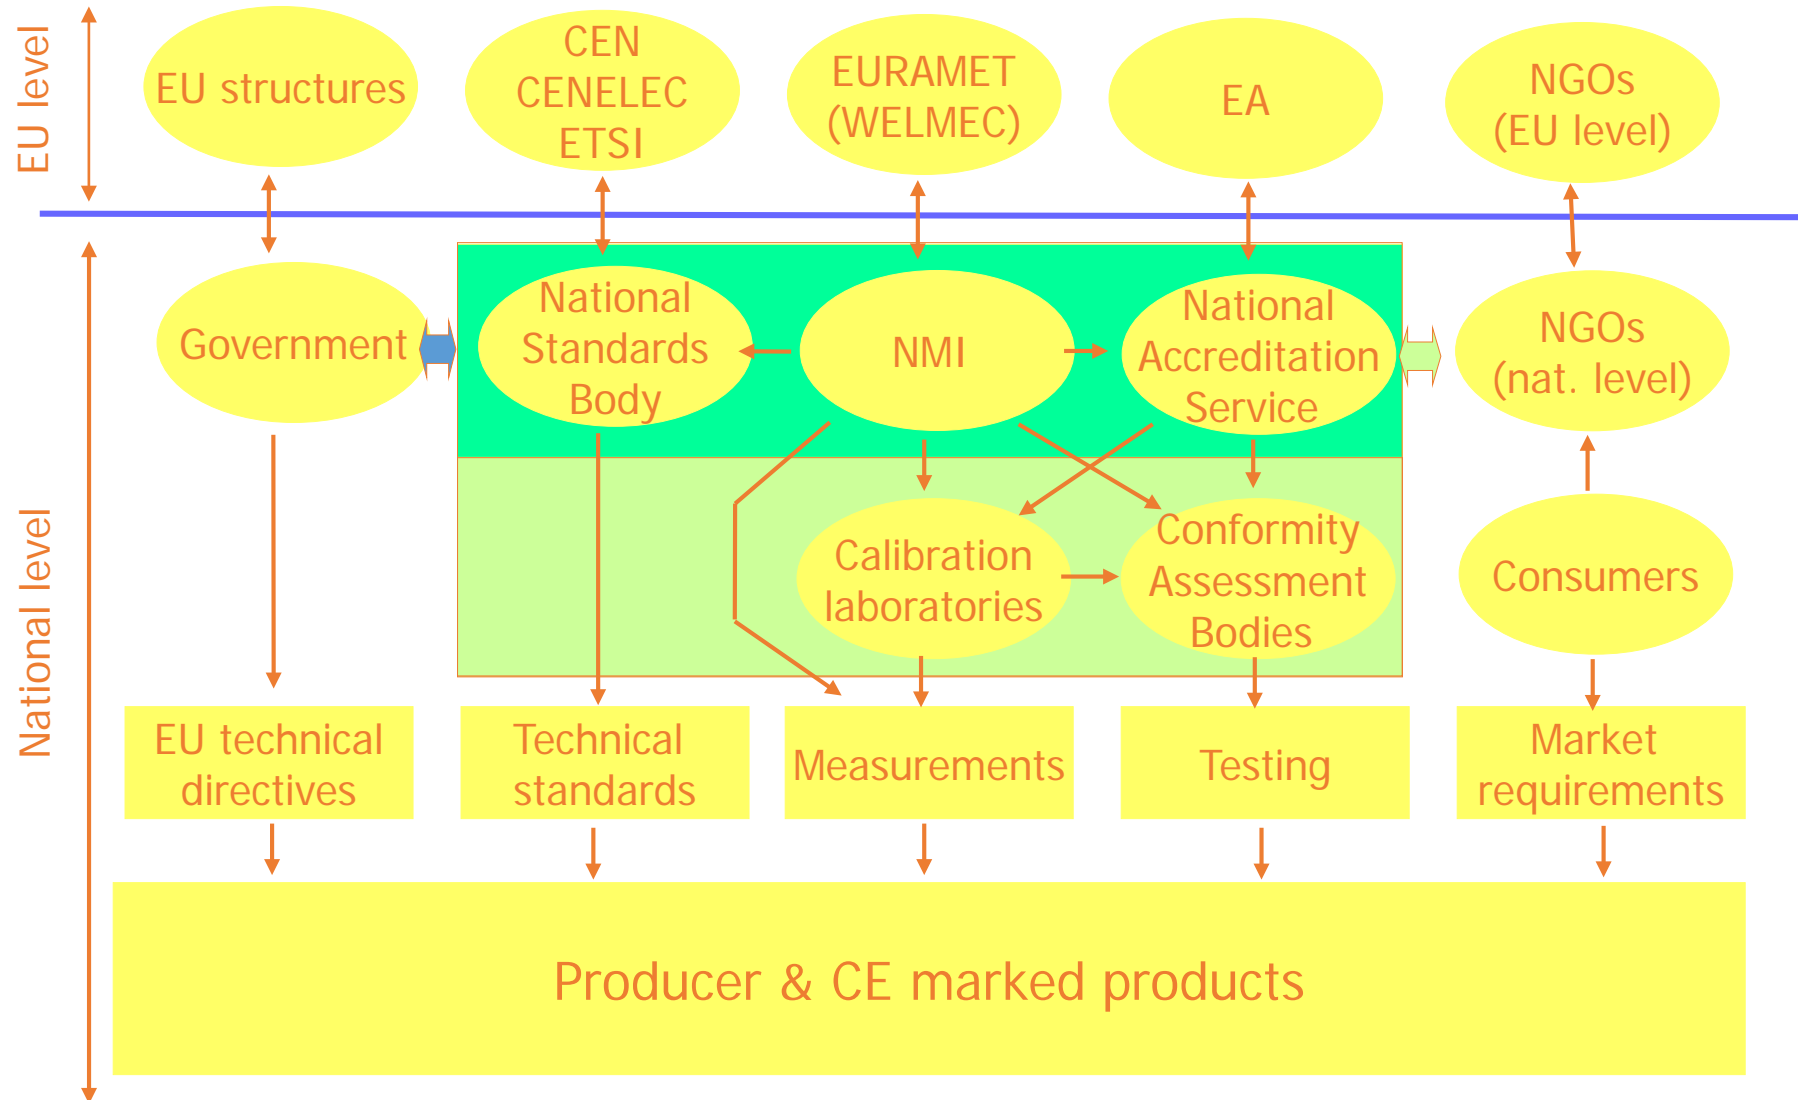 EU level
EU structures
CEN
CENELEC
ETSI
EURAMET
(WELMEC)
EA
NGOs
(EU level)
National level
Government
National
Standards
Body
NMI
National
Accreditation
Service
NGOs
(nat. level)
Calibration
laboratories
Conformity
Assessment
Bodies
Consumers
EU technical
directives
Technical
standards
Measurements
Testing
Market
requirements
Producer & CE marked products